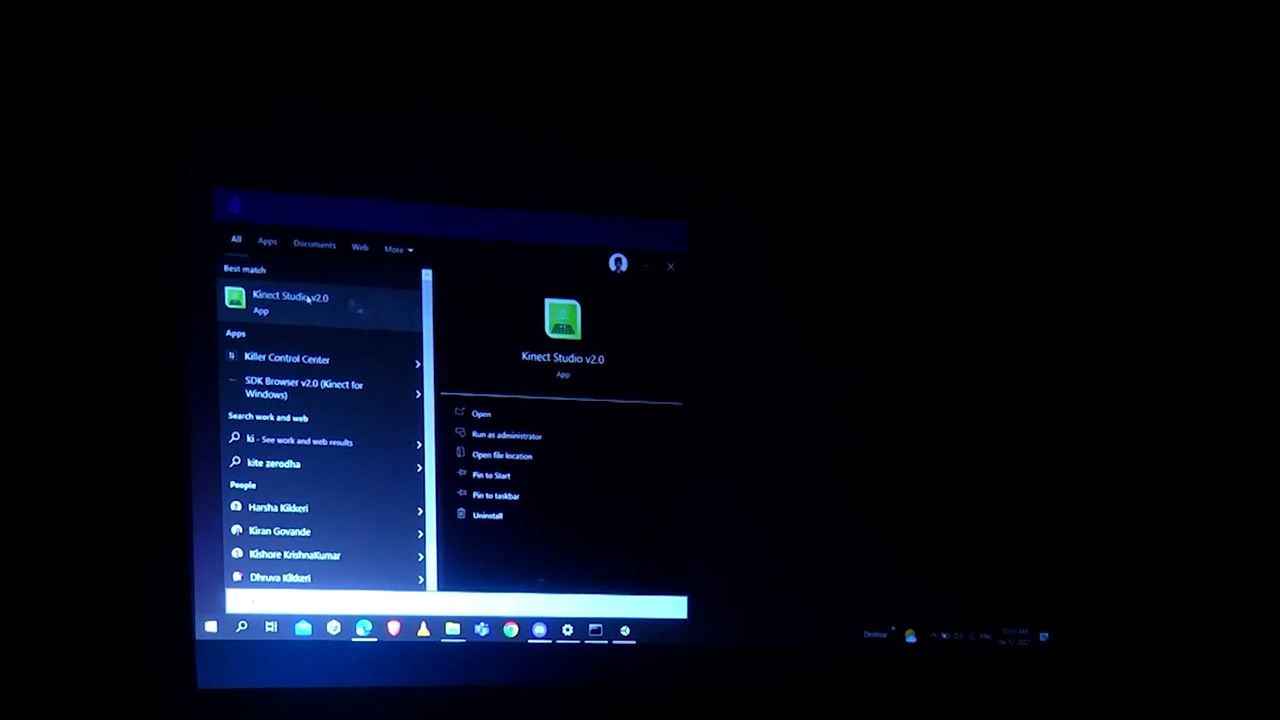 All Apps Documents Web More
Best match
Kinect Studio v2.0
App
Apps
Killer Control Center
SDK Browser v2.0 (Kinect for
Windows)
Search work and web
ki - See work and web results
kite zerodha
People
Harsha Kikkeri
Kiran Govande
Kishore KrishnaKumar
Dhruva Kikkeri
Kinect Studio v2.0
App
Open
Run as administrator
Open file location
Pin to Start
Pin to taskbar
Uninstall
Desktop
ENG